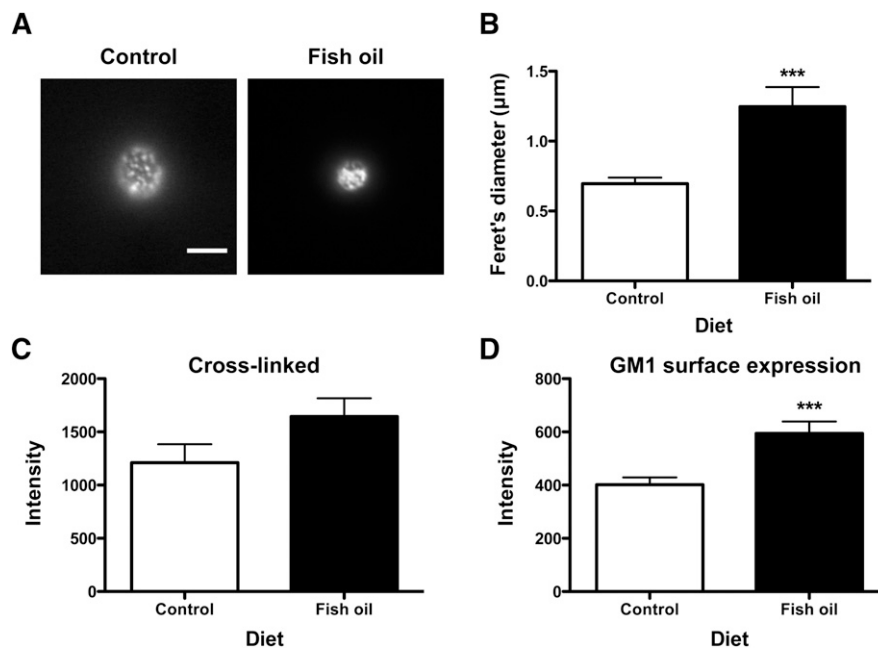 A
Control
Fish oil
B
Feret's diameter (µm)
1.5
1.0
0.5
0.0
***
Control
Fish oil
Diet
C
Cross-linked
Intensity
2000
1500
1000
500
0
Control
Fish oil
Diet
D
GM1 surface expression
Intensity
800
600
400
200
0
***
Control
Fish oil
Diet